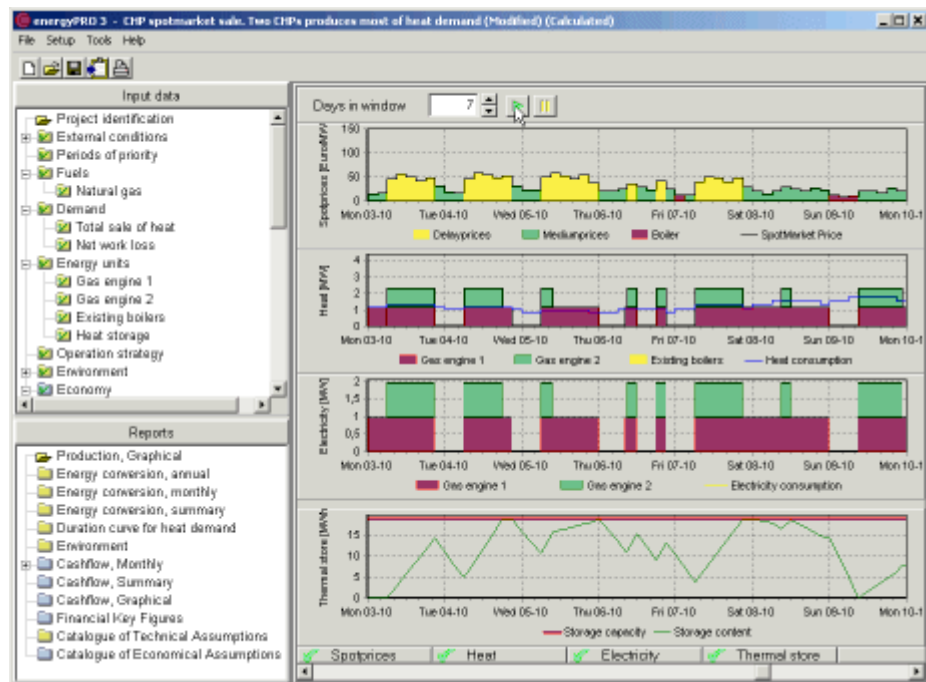 energyPRO 3 - CHP spotmarket sale. Two CHPs produces most of heat demand (Modified) (Calculated)
File Setup Tools Help
Input data
Project identification
External conditions
Periods of priority
Fuels
Natural gas
Demand
Total sale of heat
Net work loss
Energy units
Gas engine 1
Gas engine 2
Existing boilers
Heat storage
Operation strategy
Environment
Economy
Reports
Production, Graphical
Energy conversion, annual
Energy conversion, monthly
Energy conversion, summary
Duration curve for heat demand
Environment
Cashflow, Monthly
Cashflow, Summary
Cashflow, Graphical
Financial Key Figures
Catalogue of Technical Assumptions
Catalogue of Economical Assumptions
Days in window 7
Spotprices [Euro/MW
150
100
50
0
Mon 03-10 Tue 04-10 Wed 05-10 Thu 06-10 Fri 07-10 Sat 08-10 Sun 09-10 Mon 10-1
Delayprices Mediumprices Boiler SpotMarket Price
Heat [MW]
4
3
2
1
0
Mon 03-10 Tue 04-10 Wed 05-10 Thu 06-10 Fri 07-10 Sat 08-10 Sun 09-10 Mon 10-1
Gas engine 1 Gas engine 2 Existing boilers Heat consumption
Electricity [MW]
2
1,5
1
0,5
0
Mon 03-10 Tue 04-10 Wed 05-10 Thu 06-10 Fri 07-10 Sat 08-10 Sun 09-10 Mon 10-1
Gas engine 1 Gas engine 2 Electricity consumption
Thermal store [MWh
15
10
5
0
Mon 03-10 Tue 04-10 Wed 05-10 Thu 06-10 Fri 07-10 Sat 08-10 Sun 09-10 Mon 10-1
Storage capacity Storage content
Spotprices Heat Electricity Thermal store